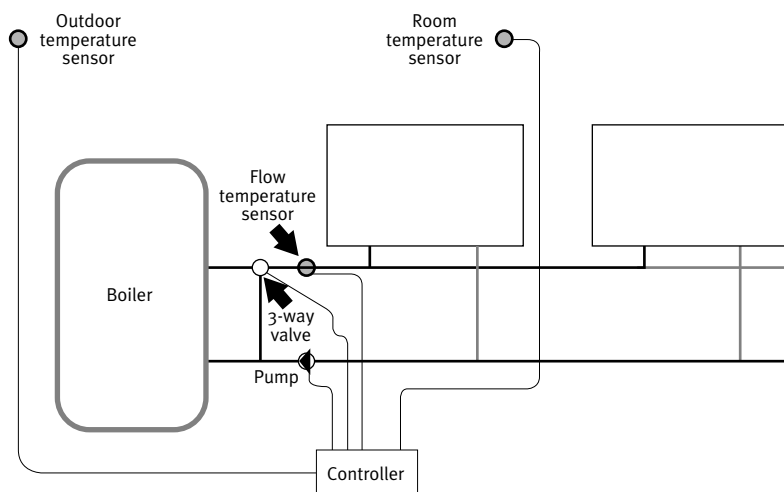 Outdoor
temperature
sensor
Room
temperature
sensor
Flow
temperature
sensor
Boiler
3-way
valve
Pump
Controller